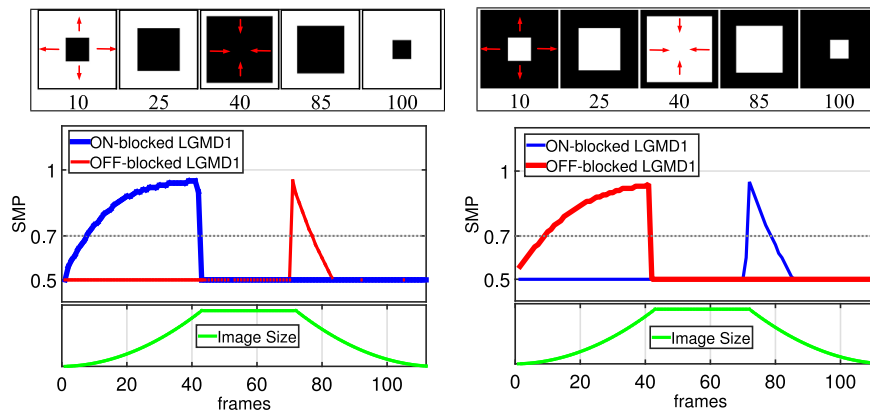 10 25 40 85 100
ON-blocked LGMD1
OFF-blocked LGMD1
SMP
1
0.7
0.5
Image Size
0 20 40 60 80 100
frames
10 25 40 85 100
ON-blocked LGMD1
OFF-blocked LGMD1
SMP
1
0.7
0.5
Image Size
0 20 40 60 80 100
frames